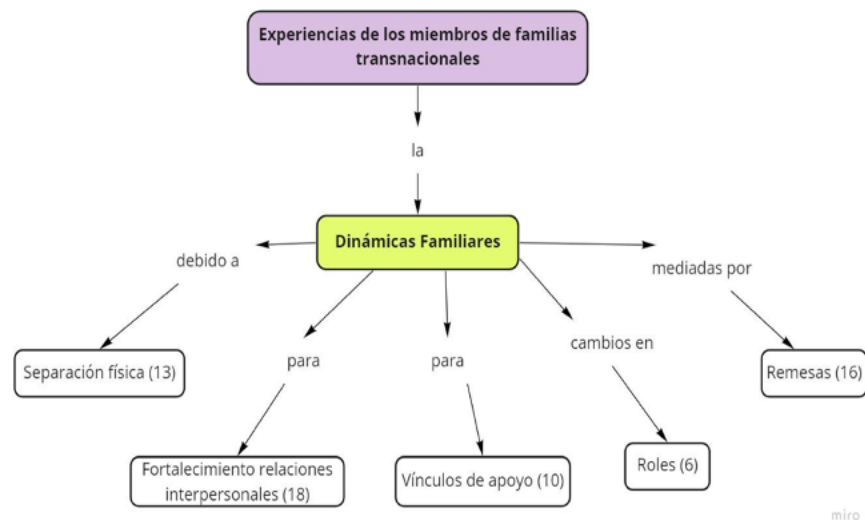 Experiencias de los miembros de familias
transnacionales
la
Dinámicas Familiares
debido a
mediadas por
para
para
cambios en
Separación física (13)
Remesas (16)
Fortalecimiento relaciones
interpersonales (18)
Vínculos de apoyo (10)
Roles (6)
miro